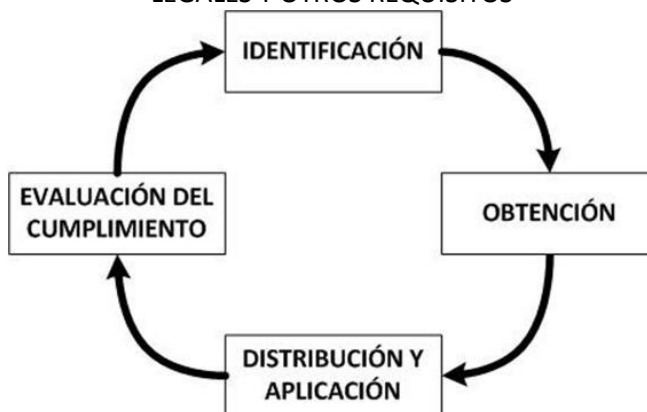 LEGALES Y OTROS REQUISITOS
IDENTIFICACIÓN
OBTENCIÓN
DISTRIBUCIÓN Y
APLICACIÓN
EVALUACIÓN DEL
CUMPLIMIENTO